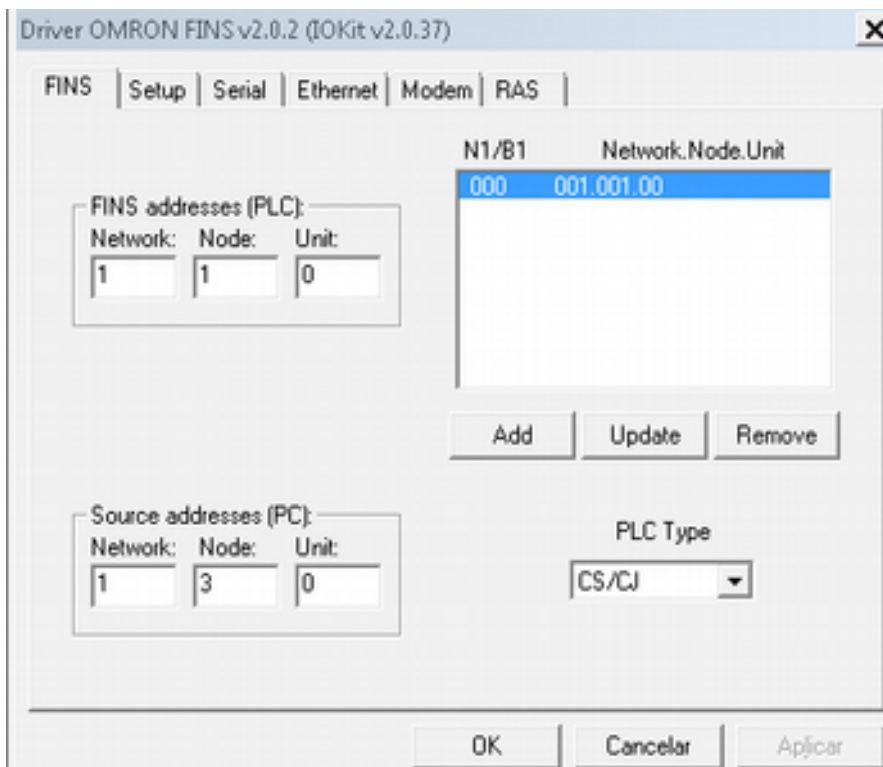 Driver OMRON FINS v2.0.2 (IOKit v2.0.37)
FINS Setup Serial Ethernet Modem RAS
N1/B1 Network.Node.Unit
000 001.001.00
FINS addresses (PLC):
Network: Node: Unit:
1 1 0
Add Update Remove
Source addresses (PC):
Network: Node: Unit:
1 3 0
PLC Type
CS/CJ
OK Cancelar Aplicar